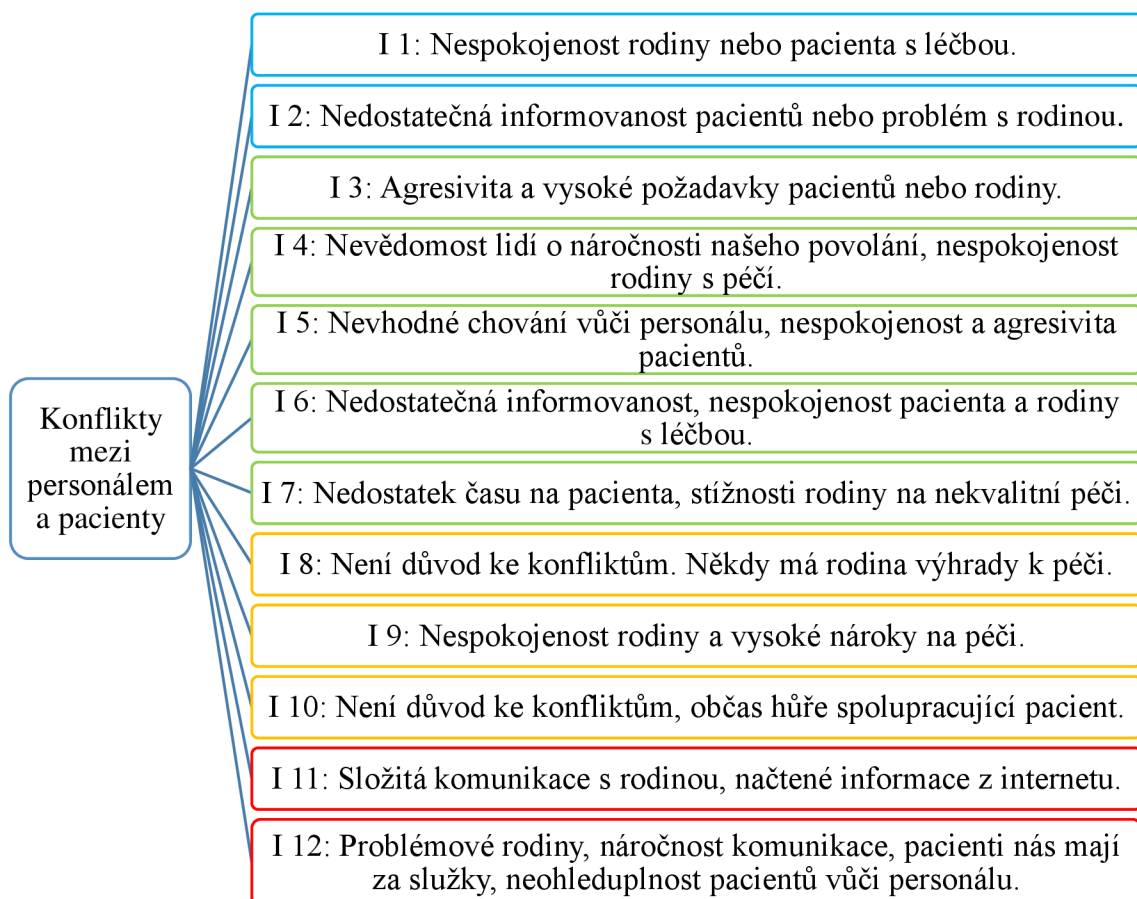 I 1: Nespokojenost rodiny nebo pacienta s léčbou.
I 2: Nedostatečná informovanost pacientů nebo problém s rodinou.
I 3: Agresivita a vysoké požadavky pacientů nebo rodiny.
I 4: Nevědomost lidí o náročnosti našeho povolání, nespokojenost
rodiny s péčí.
I 5: Nevhodné chování vůči personálu, nespokojenost a agresivita
pacientů.
Konflikty
mezi
personálem
a pacienty
I 6: Nedostatečná informovanost, nespokojenost pacienta a rodiny
s léčbou.
I 7: Nedostatek času na pacienta, stížnosti rodiny na nekvalitní péči.
I 8: Není důvod ke konfliktům. Někdy má rodina výhrady k péči.
I 9: Nespokojenost rodiny a vysoké nároky na péči.
I 10: Není důvod ke konfliktům, občas hůře spolupracující pacient.
I 11: Složitá komunikace s rodinou, načtené informace z internetu.
I 12: Problémové rodiny, náročnost komunikace, pacienti nás mají
za služky, neohleduplnost pacientů vůči personálu.